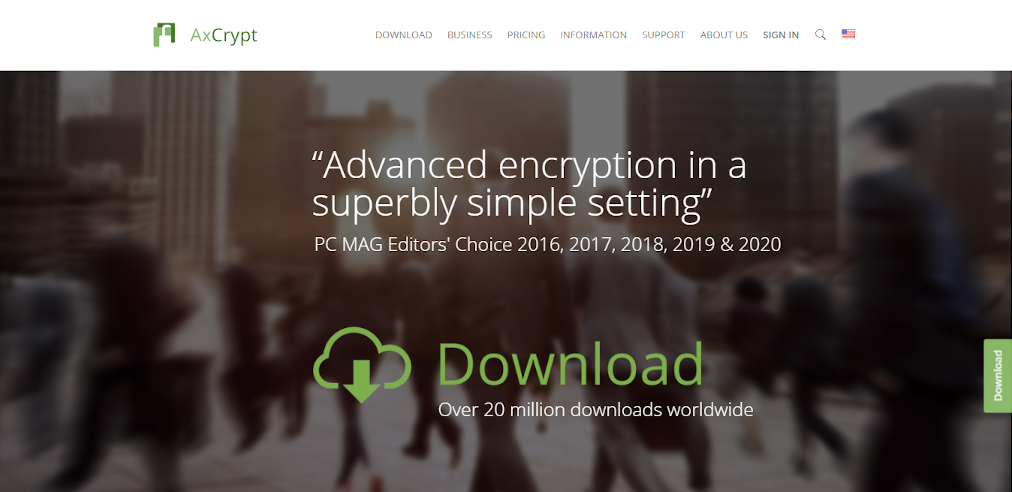 AxCrypt
DOWNLOAD BUSINESS PRICING INFORMATION SUPPORT ABOUT US SIGN IN
“Advanced encryption in a
superbly simple setting”
PC MAG Editors' Choice 2016, 2017, 2018, 2019 & 2020
Download
Over 20 million downloads worldwide
Download